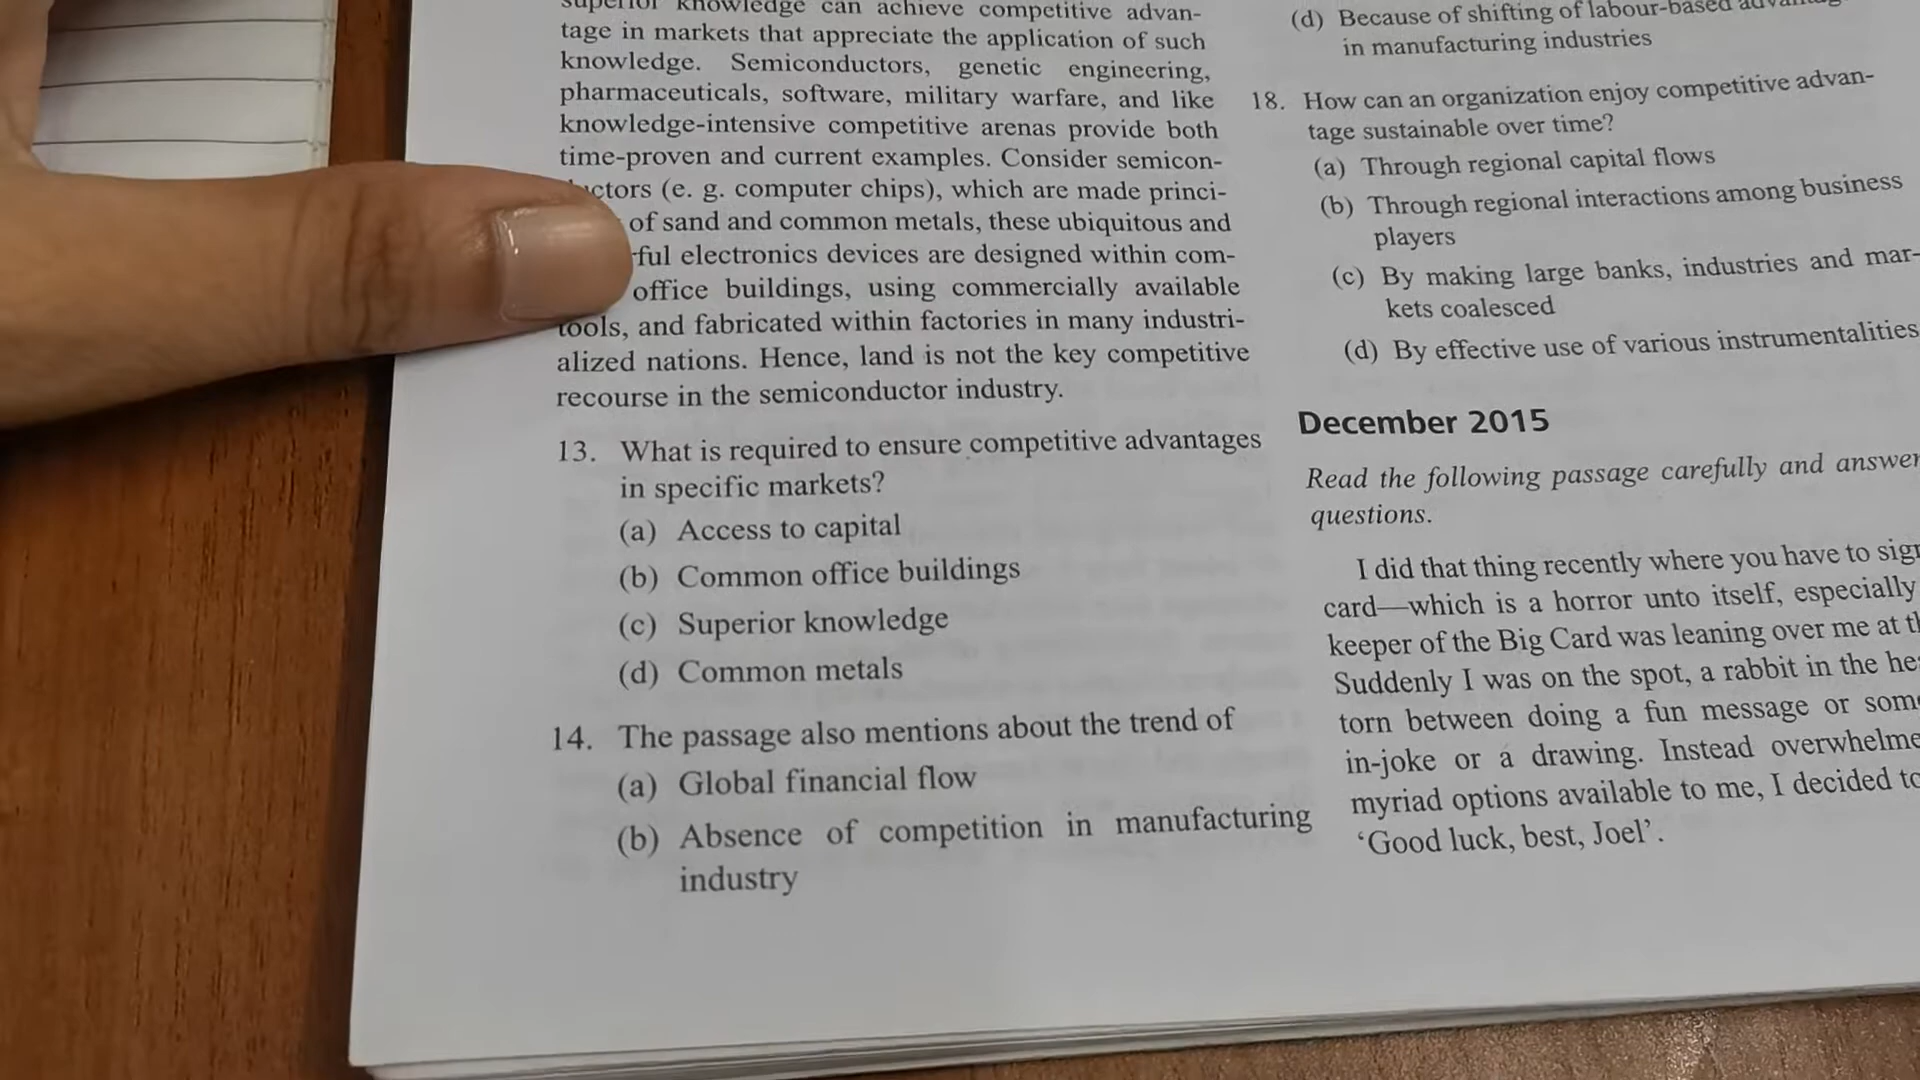 superior knowledge can achieve competitive advan-
tage in markets that appreciate the application of such
knowledge. Semiconductors, genetic engineering,
pharmaceuticals, software, military warfare, and like
knowledge-intensive competitive arenas provide both
time-proven and current examples. Consider semicon-
ctors (e. g. computer chips), which are made princi-
of sand and common metals, these ubiquitous and
ful electronics devices are designed within com-
office buildings, using commercially available
tools, and fabricated within factories in many industri-
alized nations. Hence, land is not the key competitive
recourse in the semiconductor industry.
13. What is required to ensure competitive advantages
in specific markets?
(a) Access to capital
(b) Common office buildings
(c) Superior knowledge
(d) Common metals
14. The passage also mentions about the trend of
(a) Global financial flow
(b) Absence of competition in manufacturing
industry
(d) Because of shifting of labour-based
in manufacturing industries
18. How can an organization enjoy competitive advan-
tage sustainable over time?
(a) Through regional capital flows
(b) Through regional interactions among business
players
(c) By making large banks, industries and mar-
kets coalesced
(d) By effective use of various instrumentalities
December 2015
Read the following passage carefully and answer
questions.
I did that thing recently where you have to sign
card—which is a horror unto itself, especially
keeper of the Big Card was leaning over me at
Suddenly I was on the spot, a rabbit in the
torn between doing a fun message or some
in-joke or a drawing. Instead overwhelme
myriad options available to me, I decided to
‘Good luck, best, Joel’.